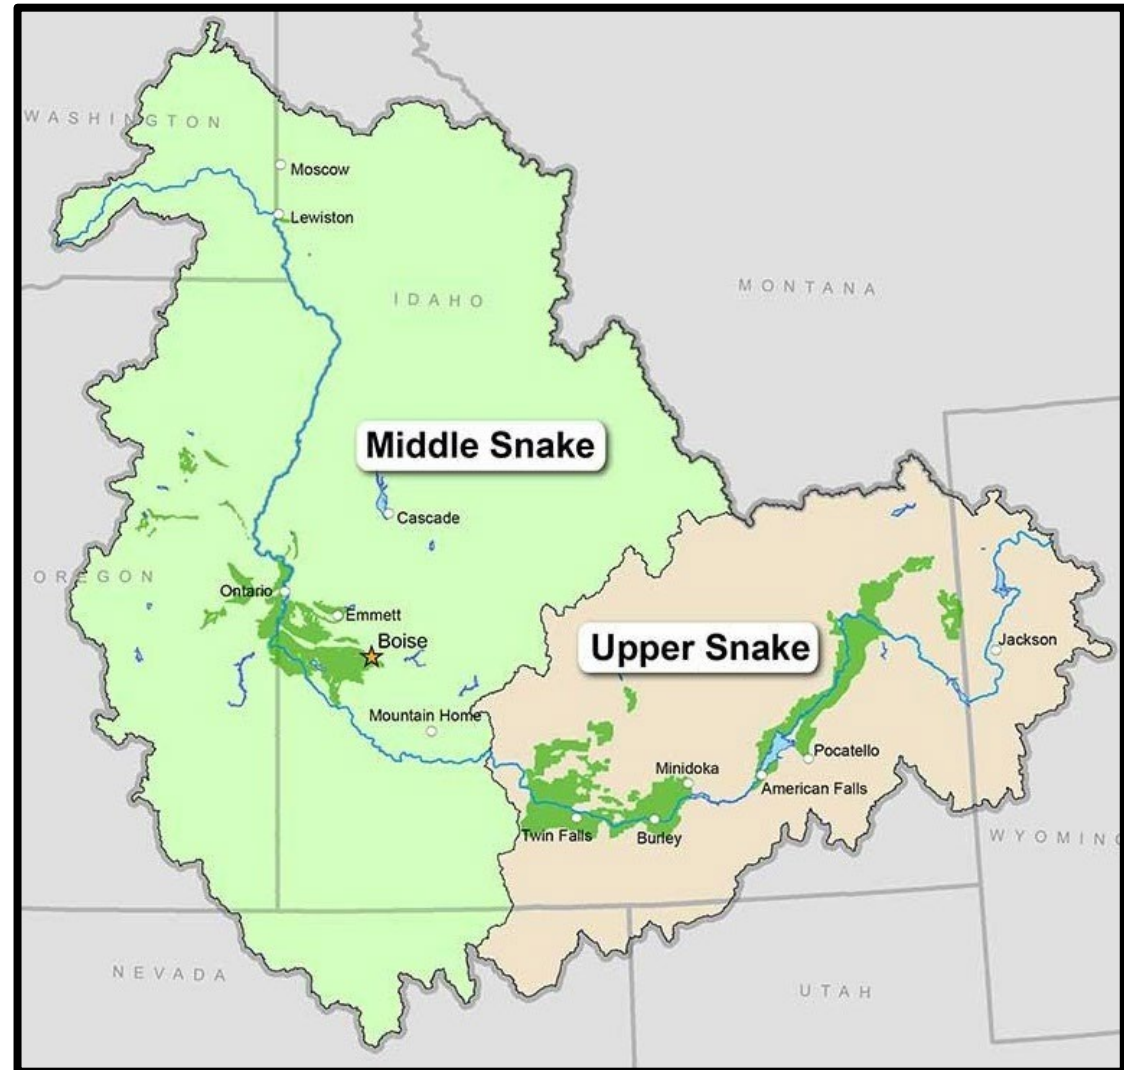 WASHINGTON
Moscow
Lewiston
IDAHO
MONTANA
Middle Snake
Cascade
OREGON
Ontario
Emmett
Boise
Upper Snake
Jackson
Mountain Home
Pocatello
Minidoka
American Falls
Twin Falls
Burley
WYOMING
NEVADA
UTAH